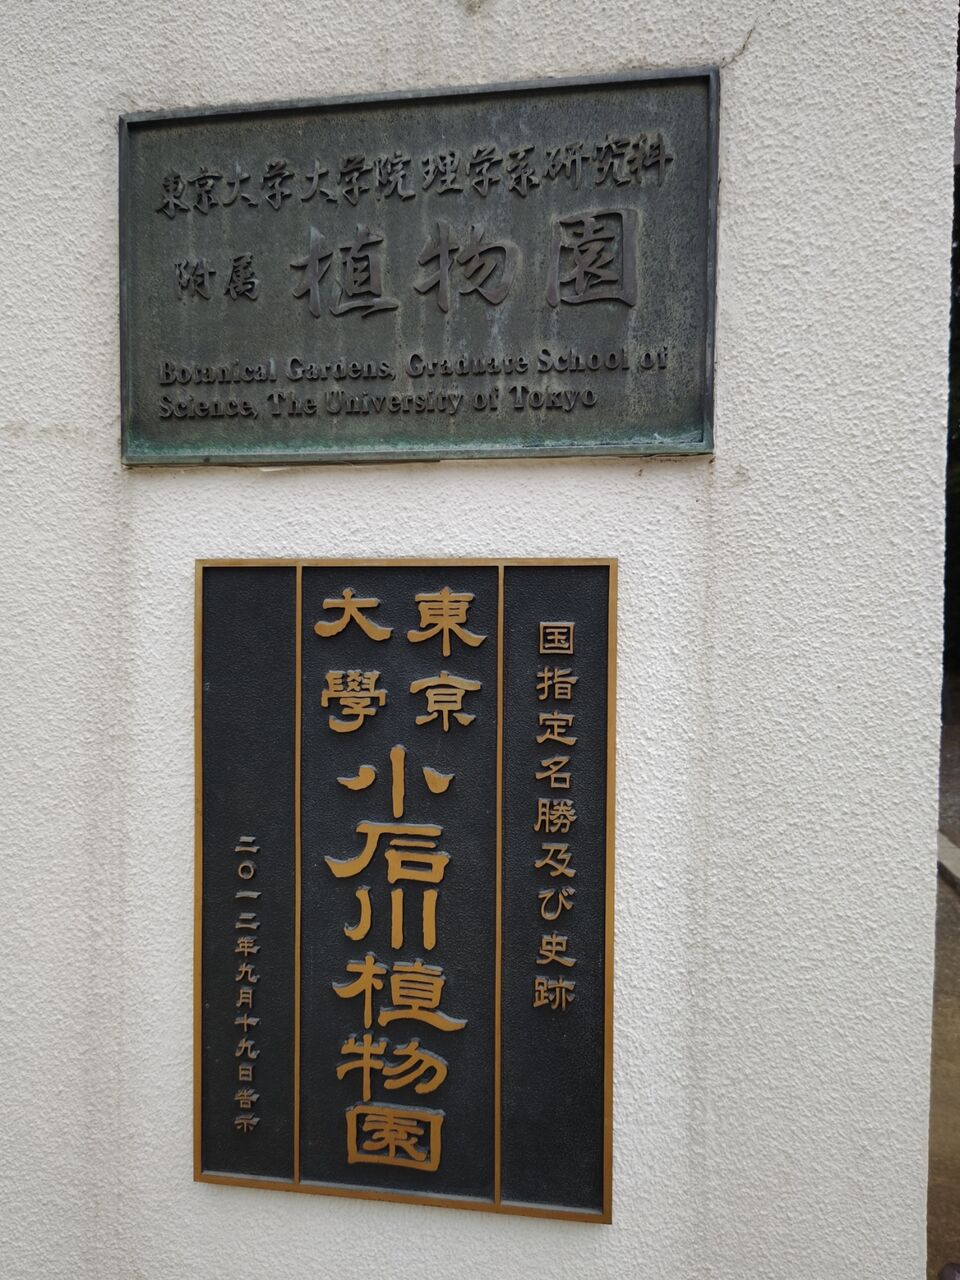 東京大学大学院理学系研究科
附属 植物園
Botanical Gardens, Graduate School of
Science, The University of Tokyo
国指定名勝及び史跡
東京
大學
小石川植物園
二〇一二年九月十九日告示